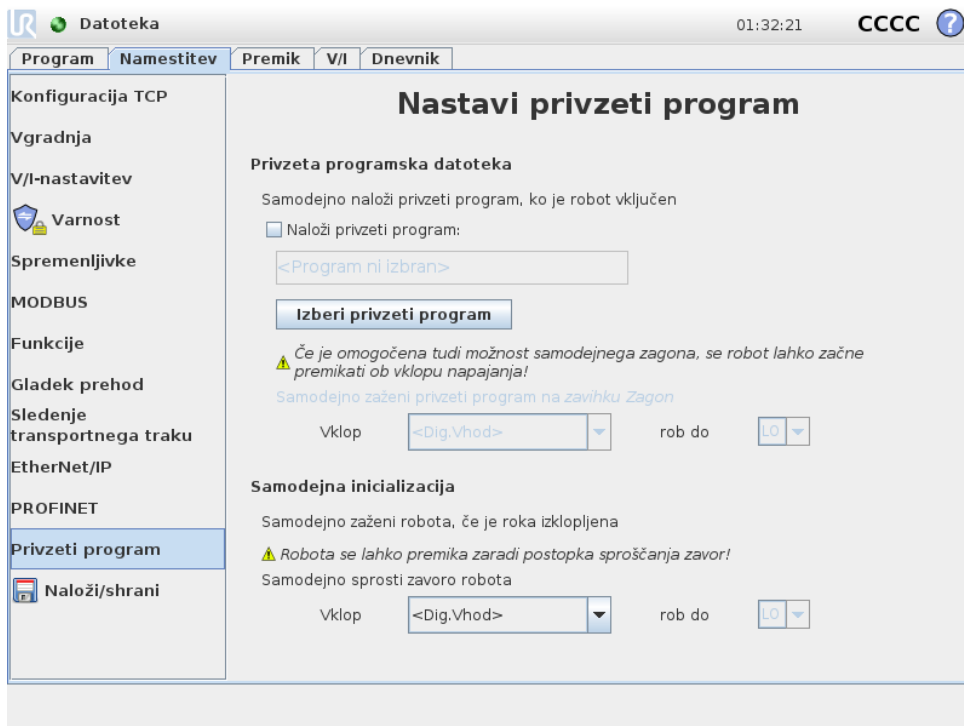 UR Datoteka 01:32:21 CCCC ?
Program Namestitev Premik V/I Dnevnik
Konfiguracija TCP
Vgradnja
V/I-nastavitev
Varnost
Spremenljivke
MODBUS
Funkcije
Gladek prehod
Sledenje
transportnega traku
EtherNet/IP
PROFINET
Privzeti program
Naloži/shrani
Nastavi privzeti program
Privzeta programska datoteka
Samodejno naloži privzeti program, ko je robot vključen
Naloži privzeti program:
<Program ni izbran>
Izberi privzeti program
Če je omogočena tudi možnost samodejnega zagona, se robot lahko začne
premikati ob vklopu napajanja!
Samodejno zaženi privzeti program na zavihku Zagon
Vklop <Dig.Vhod> rob do LO
Samodejna inicializacija
Samodejno zaženi robota, če je roka izklopljena
Robota se lahko premika zaradi postopka sproščanja zavor!
Samodejno sprosti zavoro robota
Vklop <Dig.Vhod> rob do LO